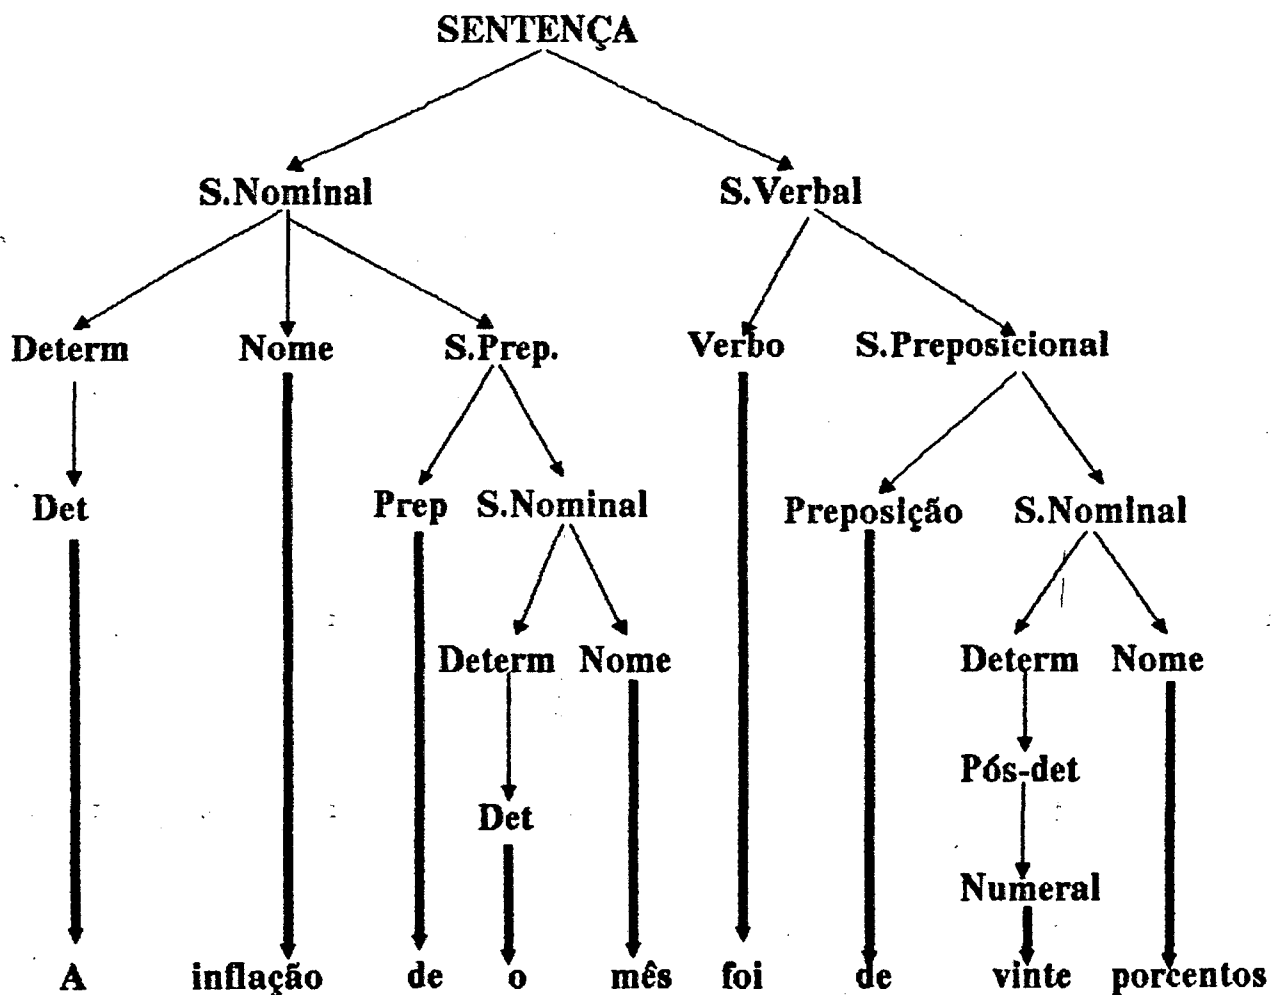 SENTENÇA
S.Nominal S.Verbal
Determ Nome S.Prep. Verbo S.Preposicional
Det Prep S.Nominal Preposição S.Nominal
Determ Nome Determ Nome
Pós-det
Det
Numeral
A inflação de o mês foi de vinte porcentos